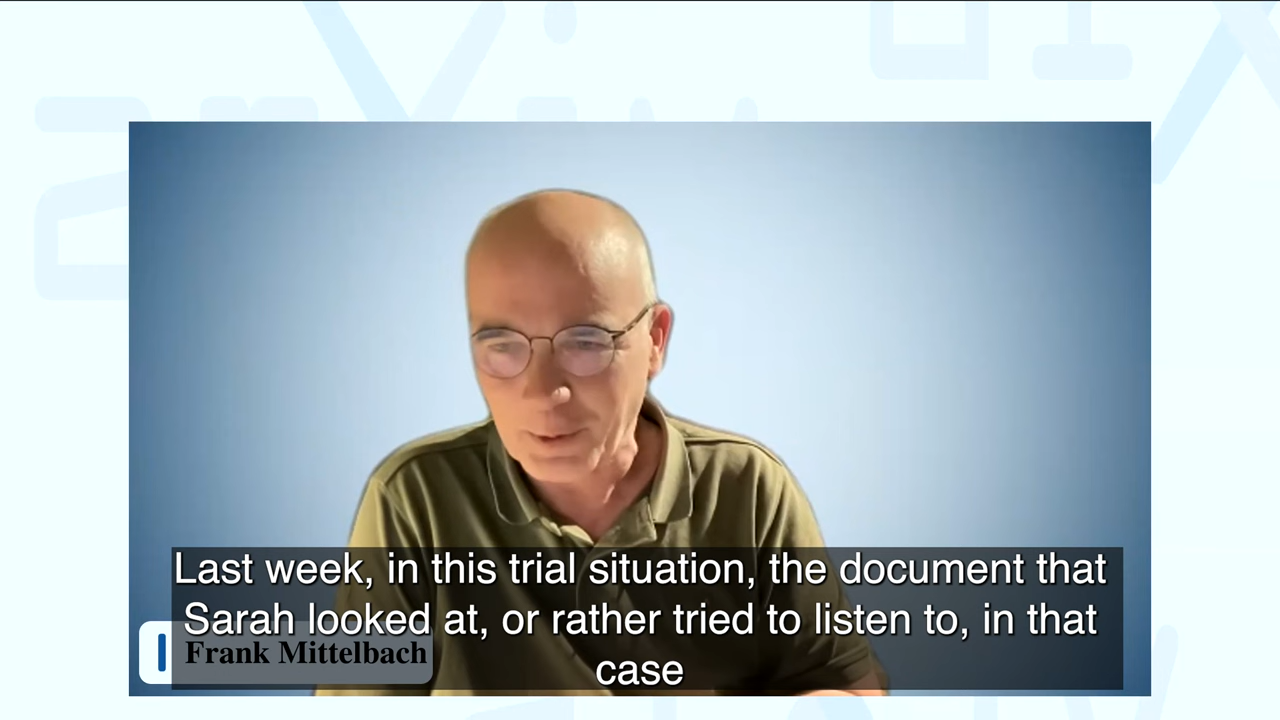 Last week, in this trial situation, the document that
Sarah looked at, or rather tried to listen to, in that
case
Frank Mittelbach